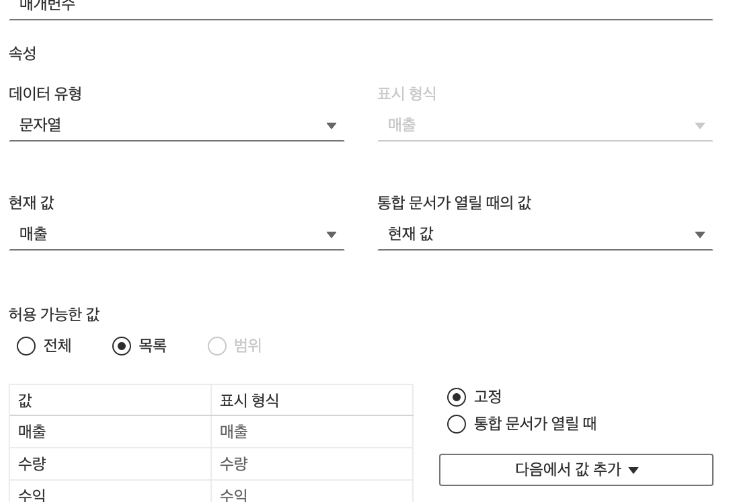 매개변수
속성
데이터 유형
표시 형식
문자열
매출
현재 값
통합 문서가 열릴 때의 값
매출
현재 값
허용 가능한 값
전체
목록
범위
값
표시 형식
매출
매출
수량
수량
수익
수익
고정
통합 문서가 열릴 때
다음에서 값 추가